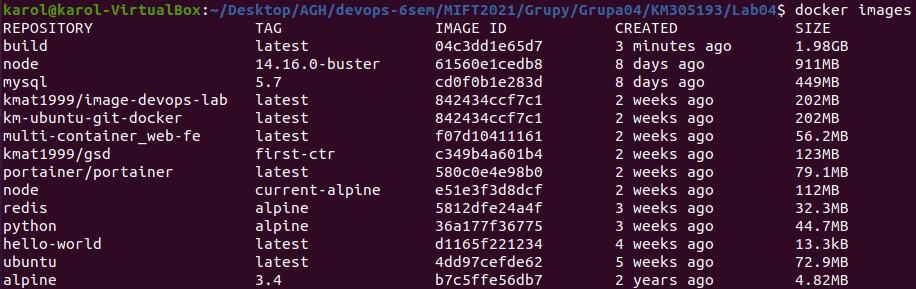 karol@karol-VirtualBox:~/Desktop/AGH/devops-6sem/MIFT2021/Grupy/Grupa04/KM305193/Lab04$ docker images
REPOSITORY TAG IMAGE ID CREATED SIZE
build latest 04c3dd1e65d7 3 minutes ago 1.98GB
node 14.16.0-buster 61560e1cedb8 8 days ago 911MB
mysql 5.7 cd0f0b1e283d 8 days ago 449MB
kmat1999/image-devops-lab latest 842434ccf7c1 2 weeks ago 202MB
km-ubuntu-git-docker latest 842434ccf7c1 2 weeks ago 202MB
multi-container_web-fe latest f07d10411161 2 weeks ago 56.2MB
kmat1999/gsd first-ctr c349b4a601b4 2 weeks ago 123MB
portainer/portainer latest 580c0e4e98b0 2 weeks ago 79.1MB
node current-alpine e51e3f3d8dcf 2 weeks ago 112MB
redis alpine 5812dfe24a4f 3 weeks ago 32.3MB
python alpine 36a177f36775 3 weeks ago 44.7MB
hello-world latest d1165f221234 4 weeks ago 13.3kB
ubuntu latest 4dd97cefde62 5 weeks ago 72.9MB
alpine 3.4 b7c5ffe56db7 2 years ago 4.82MB